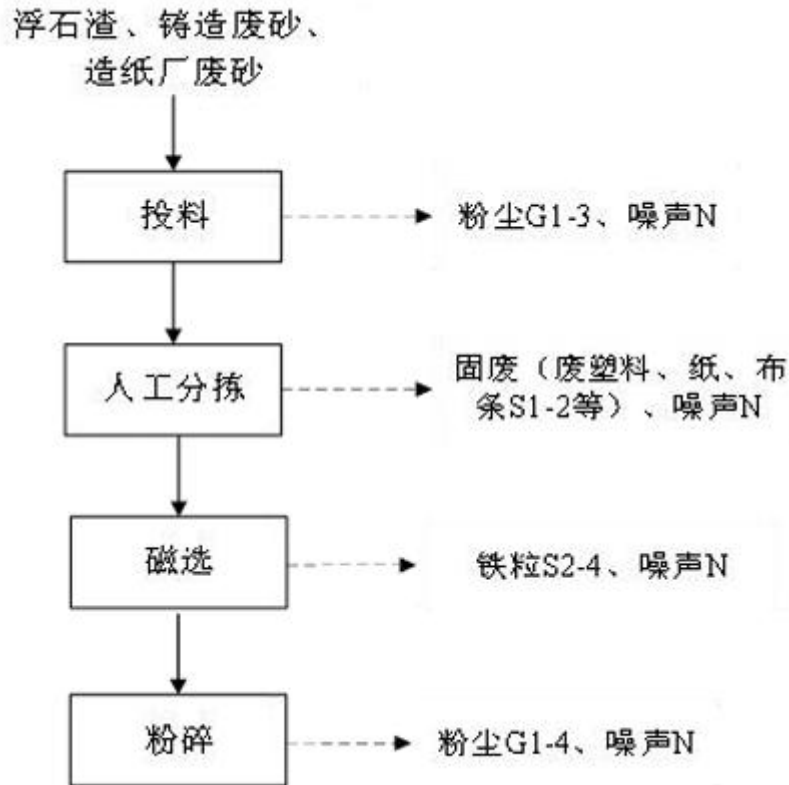 浮石渣、铸造废砂、
造纸厂废砂
投料
粉尘G1-3、噪声N
人工分拣
固废（废塑料、纸、布
条S1-2等）、噪声N
磁选
铁粒S2-4、噪声N
粉碎
粉尘G1-4、噪声N